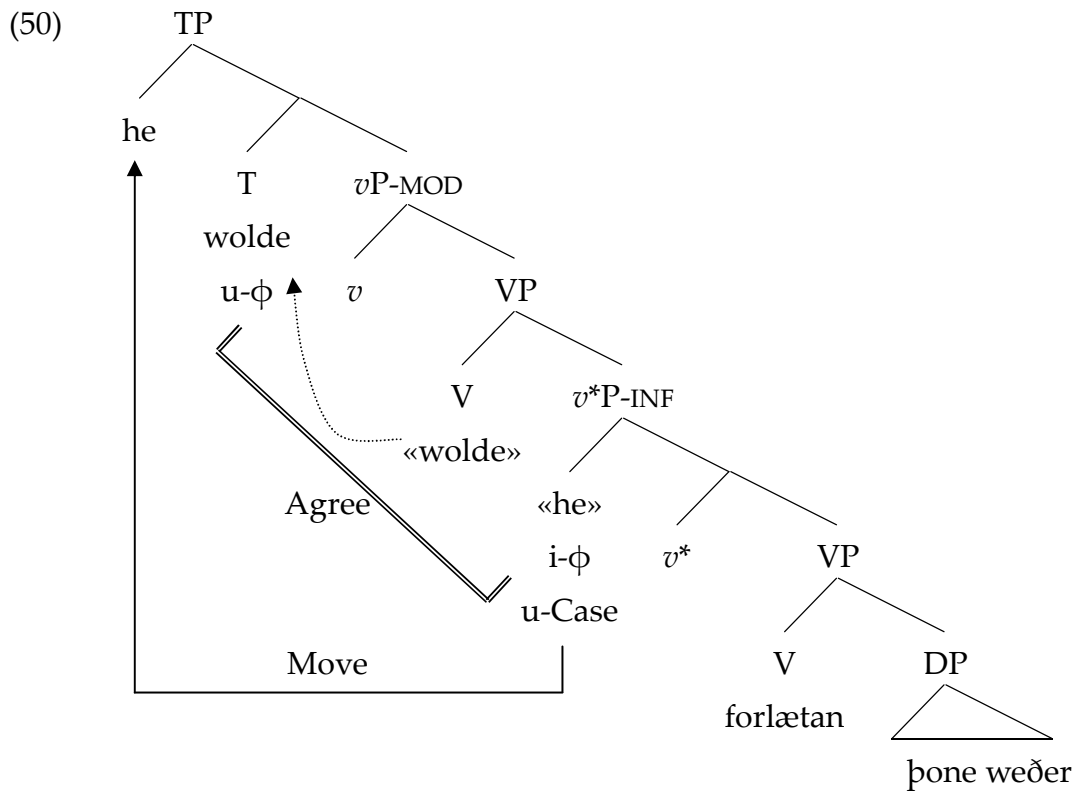 (50) TP
he
T vP-MOD
wolde
u-ϕ v VP
V v*P-INF
«wolde»
Agree «he»
i-ϕ v* VP
u-Case
Move V DP
forlætan
þone weðer